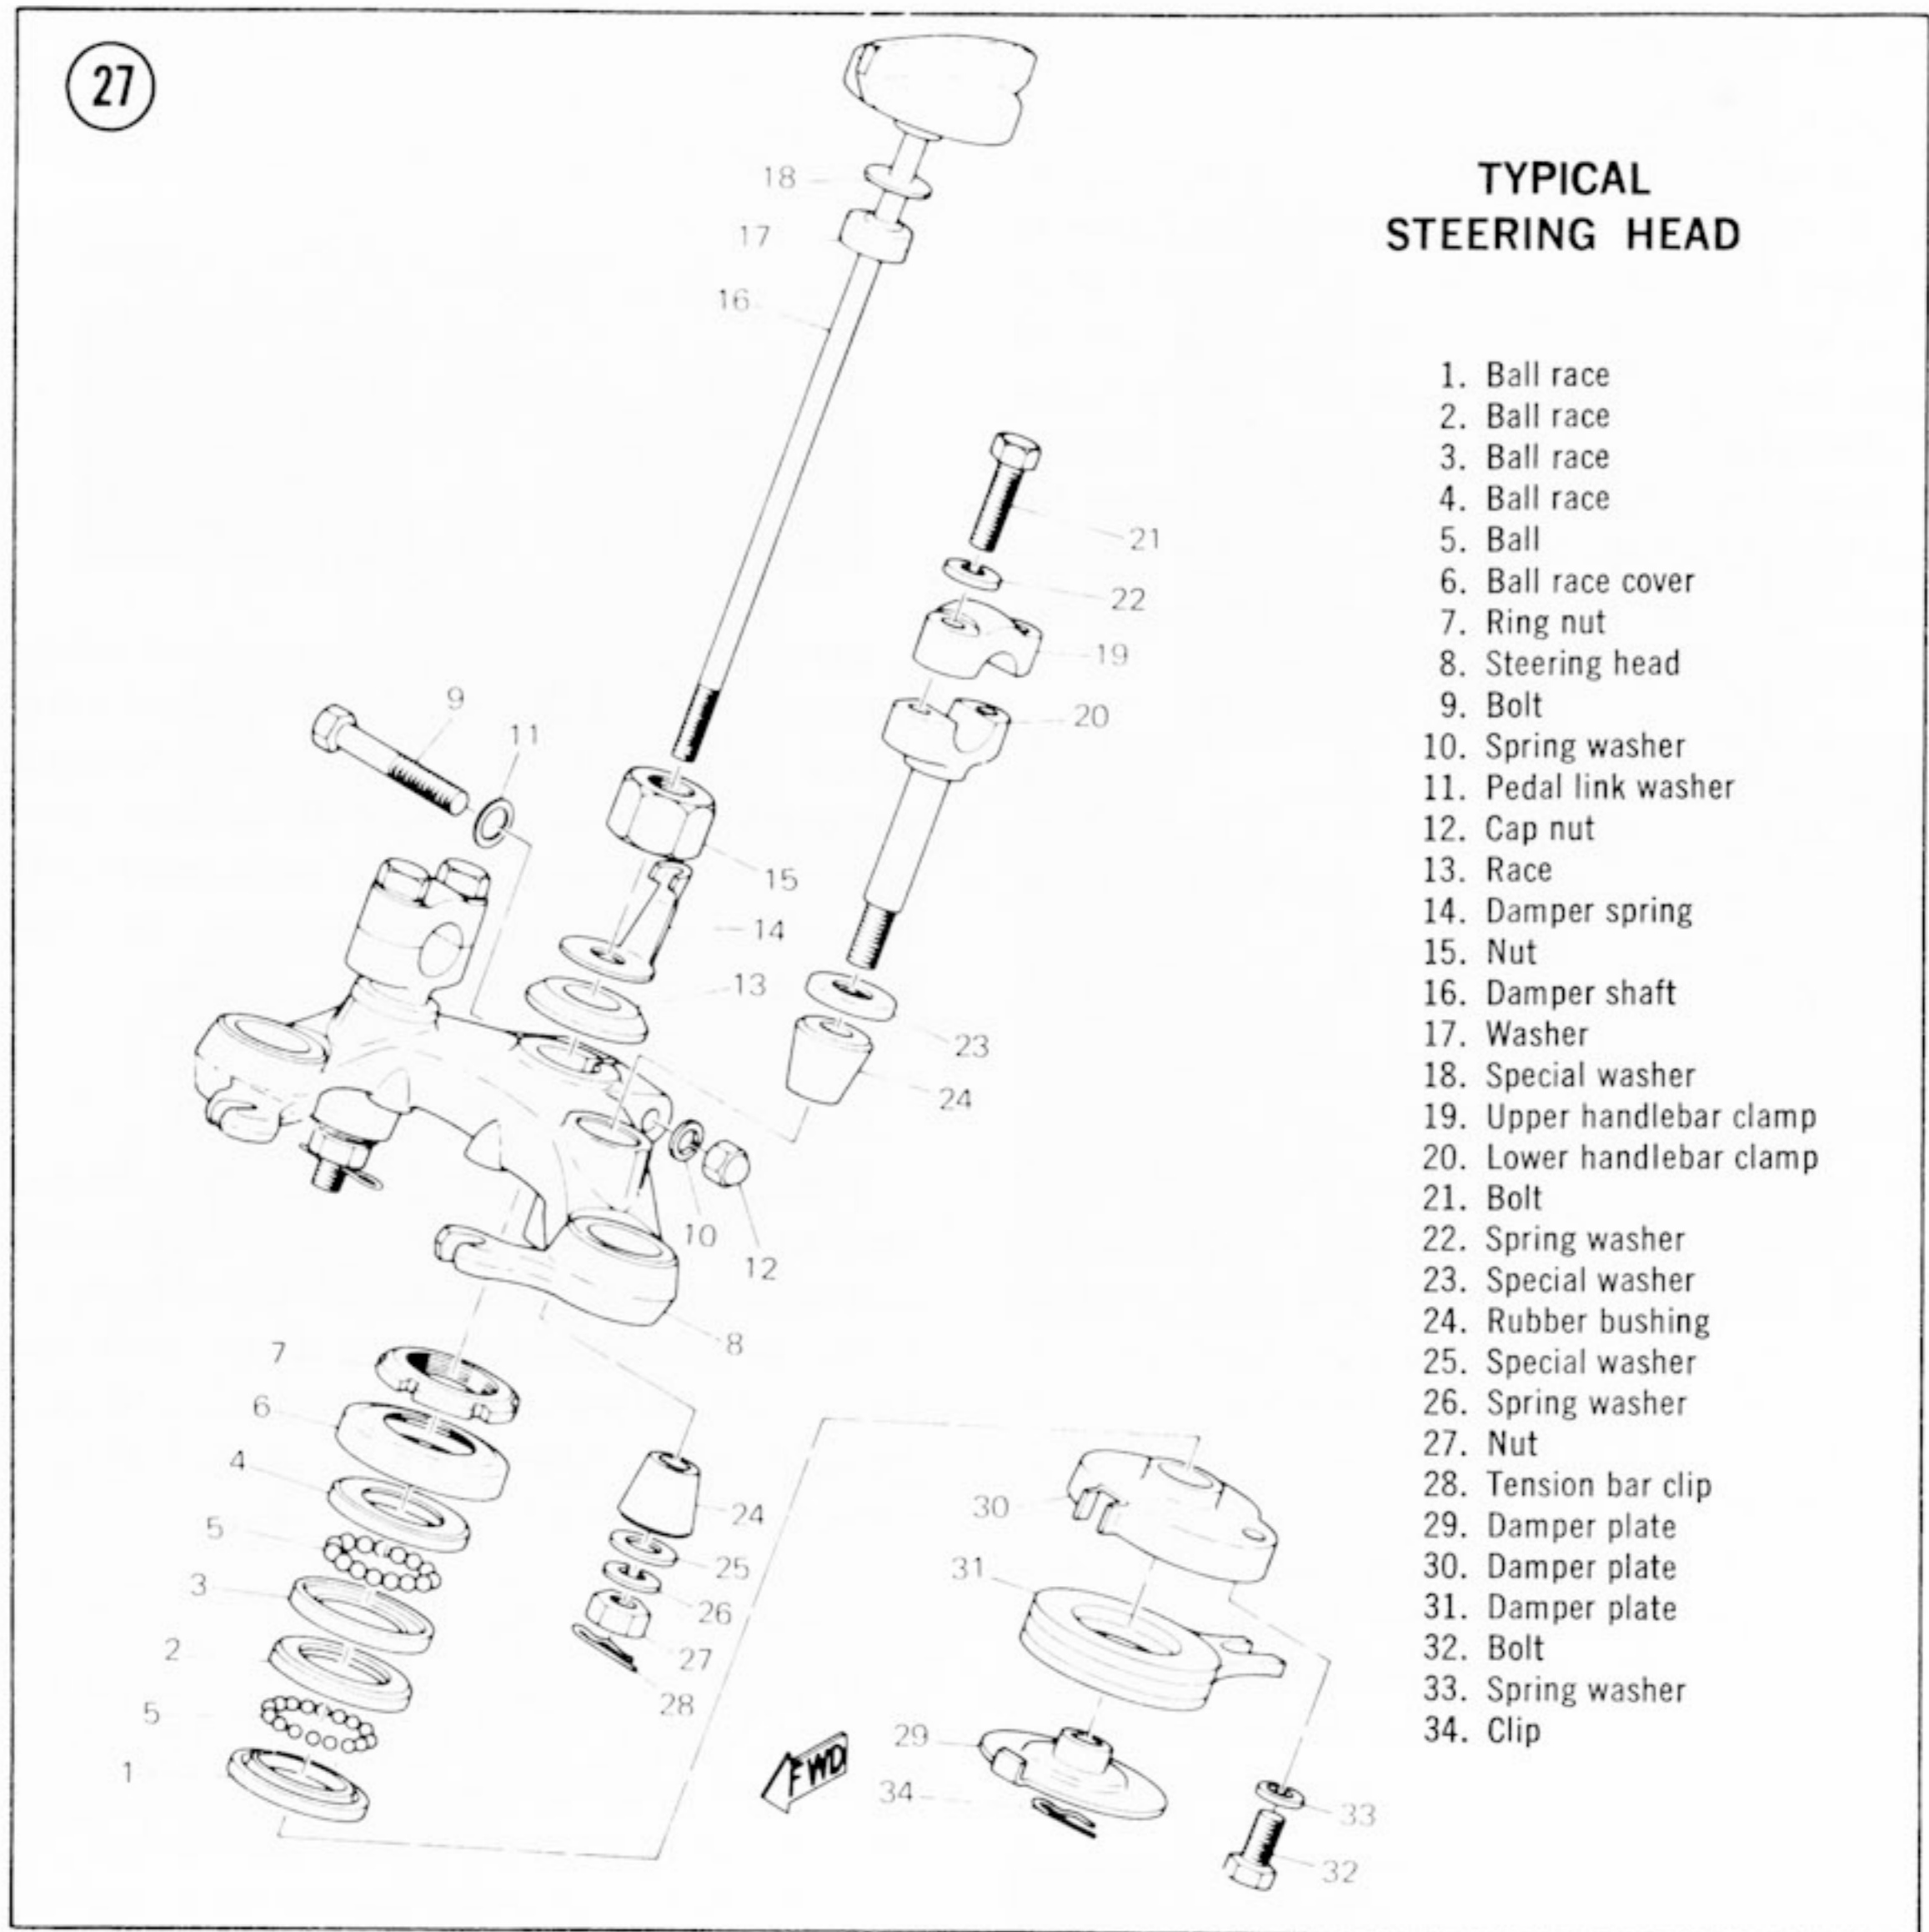 27
TYPICAL
STEERING HEAD
1. Ball race
2. Ball race
3. Ball race
4. Ball race
5. Ball
6. Ball race cover
7. Ring nut
8. Steering head
9. Bolt
10. Spring washer
11. Pedal link washer
12. Cap nut
13. Race
14. Damper spring
15. Nut
16. Damper shaft
17. Washer
18. Special washer
19. Upper handlebar clamp
20. Lower handlebar clamp
21. Bolt
22. Spring washer
23. Special washer
24. Rubber bushing
25. Special washer
26. Spring washer
27. Nut
28. Tension bar clip
29. Damper plate
30. Damper plate
31. Damper plate
32. Bolt
33. Spring washer
34. Clip
18
17
16
21
22
19
9
20
11
15
14
13
23
24
10
12
8
7
6
4
24
30
5
25
31
3
26
2
27
28
5
29
1
34
33
32
FWD